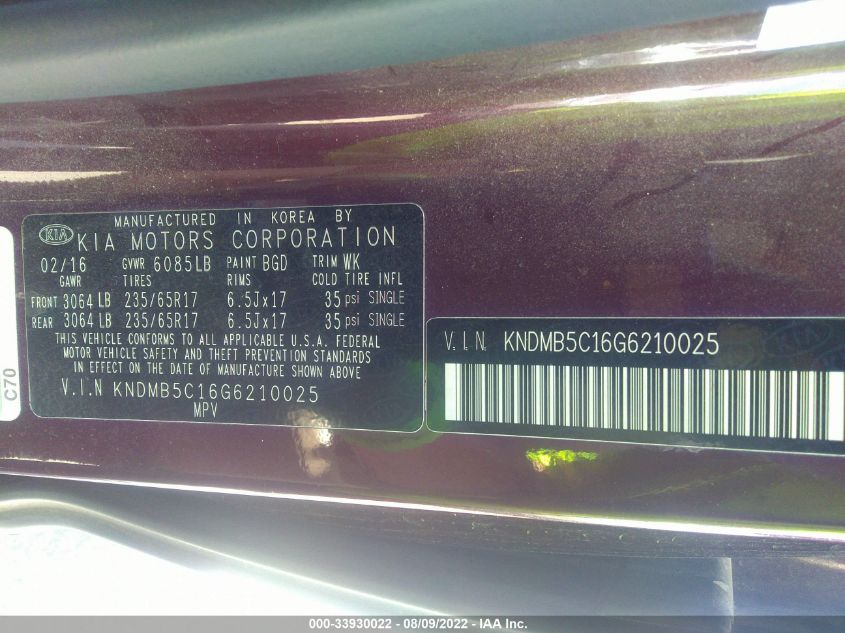 MANUFACTURED IN KOREA BY
KIA KIA MOTORS CORPORATION
02/16 GVWR 6085LB PAINT BGD TRIM WK
GAWR TIRES RIMS COLD TIRE INFL
FRONT 3064 LB 235/65R17 6.5Jx17 35 psi SINGLE
REAR 3064 LB 235/65R17 6.5Jx17 35 psi SINGLE
THIS VEHICLE CONFORMS TO ALL APPLICABLE U.S.A. FEDERAL
MOTOR VEHICLE SAFETY AND THEFT PREVENTION STANDARDS
IN EFFECT ON THE DATE OF MANUFACTURE SHOWN ABOVE.
V.I.N KNDMB5C16G6210025
MPV
V.I.N. KNDMB5C16G6210025
C70
000-33930022 - 08/09/2022 - IAA Inc.